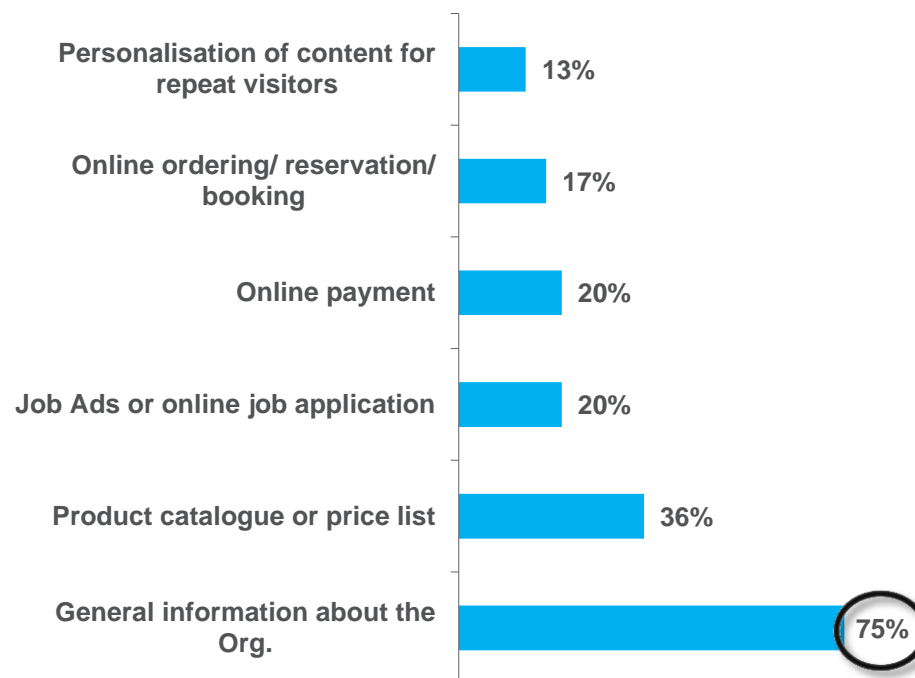 Personalisation of content for
repeat visitors
13%
Online ordering/ reservation/
booking
17%
Online payment
20%
Job Ads or online job application
20%
Product catalogue or price list
36%
General information about the
Org.
75%